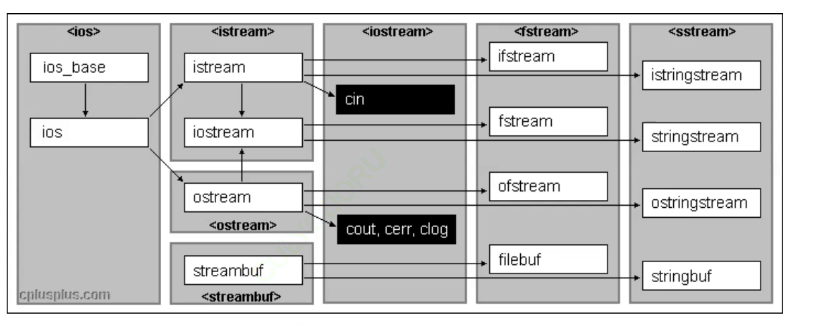 <ios>
<istream>
<iostream>
<fstream>
<sstream>
ios_base
istream
ifstream
istringstream
cin
ios
iostream
fstream
stringstream
ostream
ofstream
ostringstream
<ostream>
cout, cerr, clog
streambuf
filebuf
stringbuf
<streambuf>
cplusplus.com